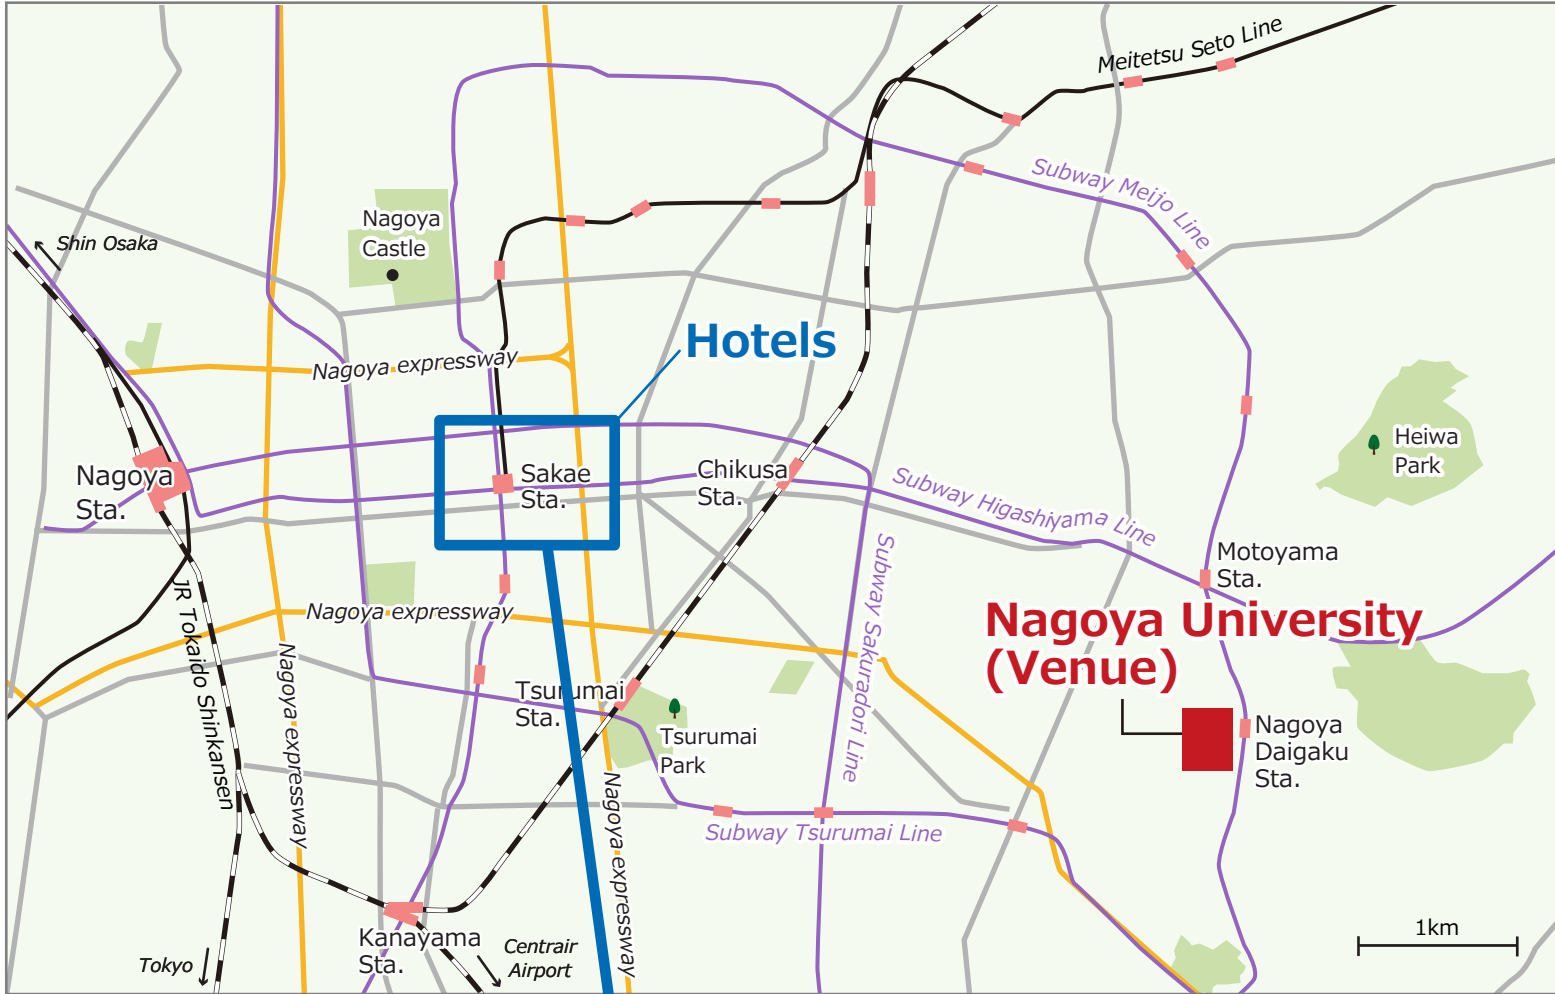 Meitetsu Seto Line
Subway Meijo Line
Nagoya
Castle
Shin Osaka
Hotels
Nagoya expressway
Heiwa
Park
Nagoya
Sta.
Sakae
Sta.
Chikusa
Sta.
Subway Higashiyama Line
Motoyama
Sta.
Nagoya expressway
JR Tokaido Shinkansen
Nagoya expressway
Subway Sakuradori Line
Nagoya University
(Venue)
Tsurumai
Sta.
Tsurumai
Park
Nagoya
Daigaku
Sta.
Nagoya expressway
Subway Tsurumai Line
Kanayama
Sta.
Centrair
Airport
Tokyo
1km